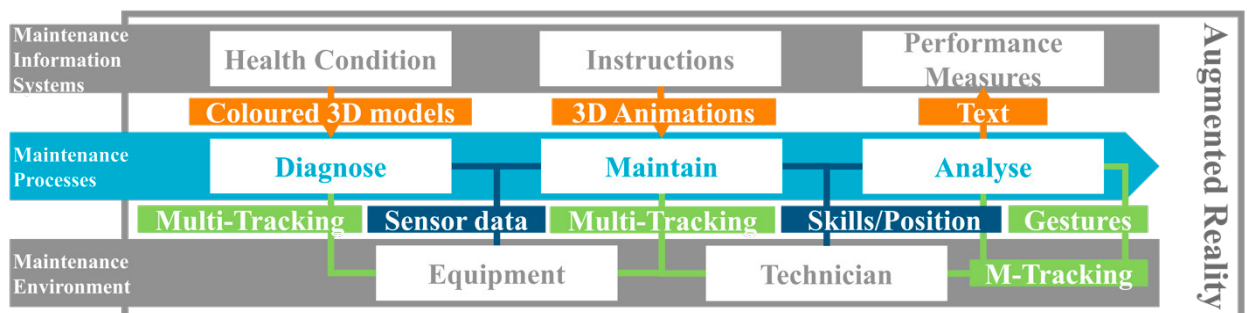 Maintenance
Information
Systems
Health Condition
Instructions
Performance
Measures
Coloured 3D models
3D Animations
Text
Maintenance
Processes
Diagnose
Maintain
Analyse
Multi-Tracking
Sensor data
Multi-Tracking
Skills/Position
Gestures
Maintenance
Environment
Equipment
Technician
M-Tracking
Augmented Reality